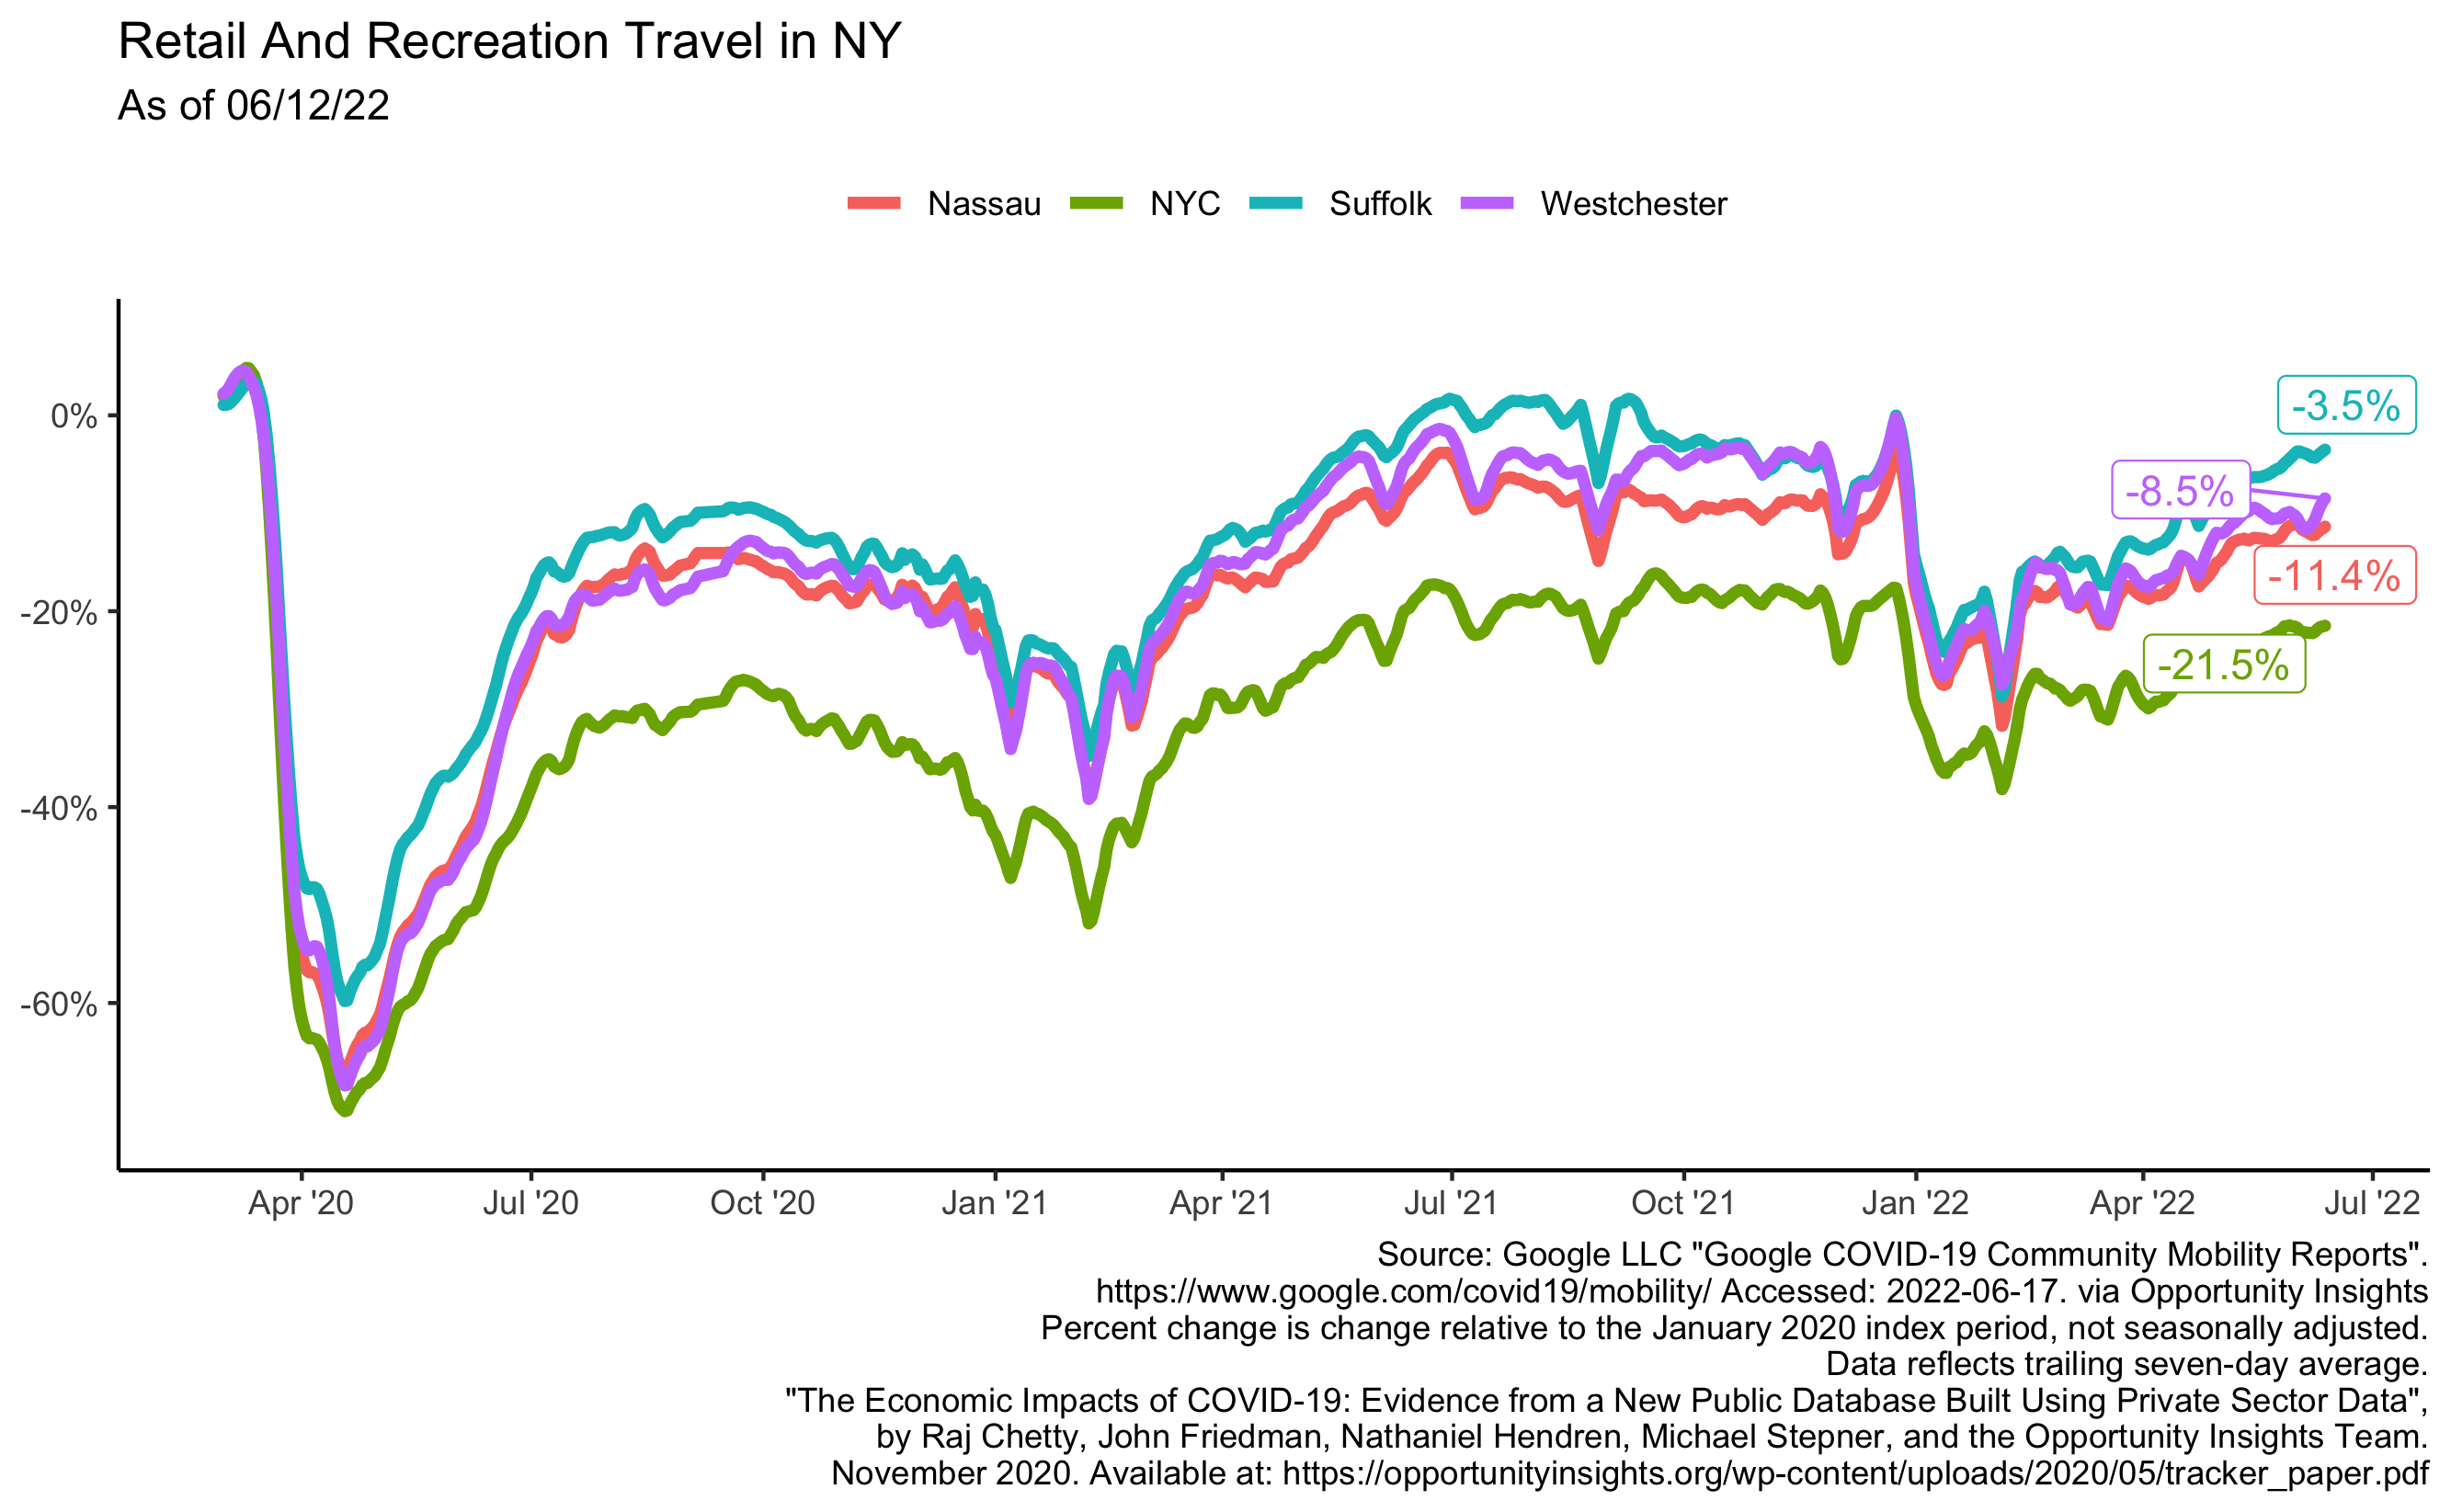 Retail And Recreation Travel in NY
As of 06/12/22
Nassau NYC Suffolk Westchester
0%
-20%
-40%
-60%
-3.5%
-8.5%
-11.4%
-21.5%
Apr '20 Jul '20 Oct '20 Jan '21 Apr '21 Jul '21 Oct '21 Jan '22 Apr '22 Jul '22
Source: Google LLC "Google COVID-19 Community Mobility Reports".
https://www.google.com/covid19/mobility/ Accessed: 2022-06-17. via Opportunity Insights
Percent change is change relative to the January 2020 index period, not seasonally adjusted.
Data reflects trailing seven-day average.
"The Economic Impacts of COVID-19: Evidence from a New Public Database Built Using Private Sector Data",
by Raj Chetty, John Friedman, Nathaniel Hendren, Michael Stepner, and the Opportunity Insights Team.
November 2020. Available at: https://opportunityinsights.org/wp-content/uploads/2020/05/tracker_paper.pdf